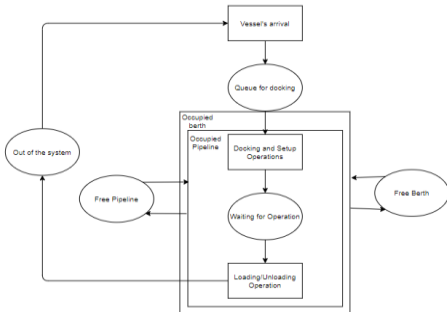 Vessel's arrival
Queue for docking
Occupied
berth
Occupied
Pipeline
Docking and Setup
Operations
Out of the system
Free Pipeline
Waiting for Operation
Free Berth
Loading/Unloading
Operation